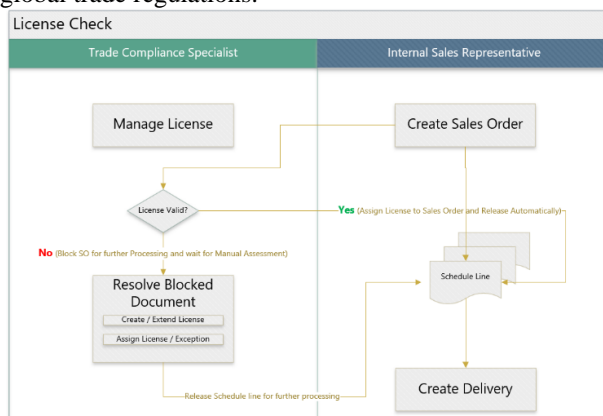 global trade regulations.
License Check
Trade Compliance Specialist
Internal Sales Representative
Manage License
Create Sales Order
License Valid?
Yes (Assign License to Sales Order and Release Automatically)
No (Block SO for further Processing and wait for Manual Assessment)
Resolve Blocked
Document
Create / Extend License
Assign License / Exception
Schedule Line
Release Schedule line for further processing
Create Delivery